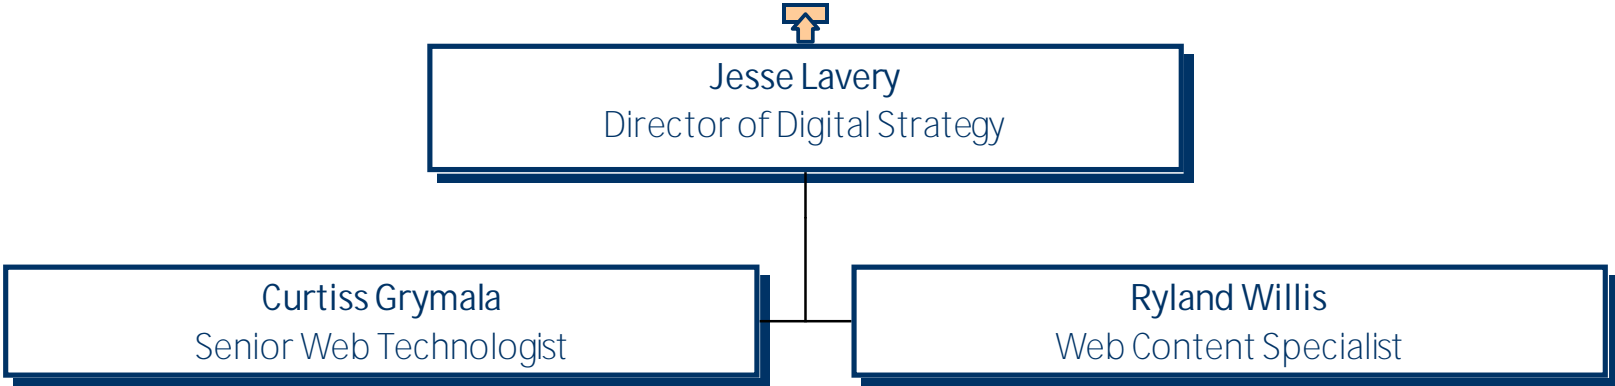 Jesse Lavery
Director of Digital Strategy
Curtiss Grymala
Senior Web Technologist
Ryland Willis
Web Content Specialist